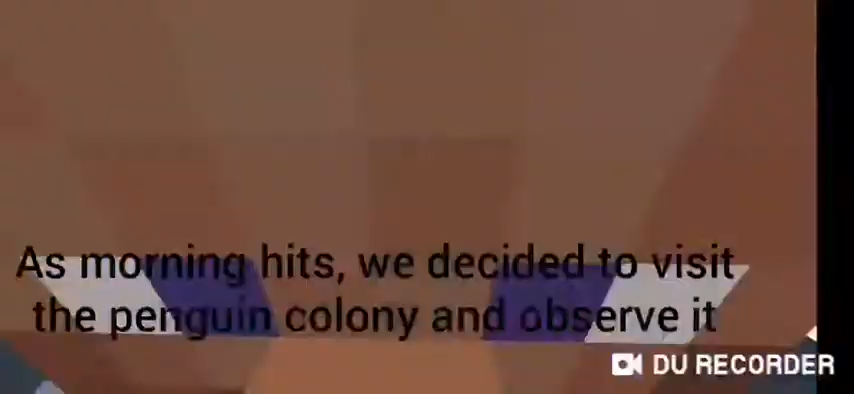 As morning hits, we decided to visit
the penguin colony and observe it
DU RECORDER